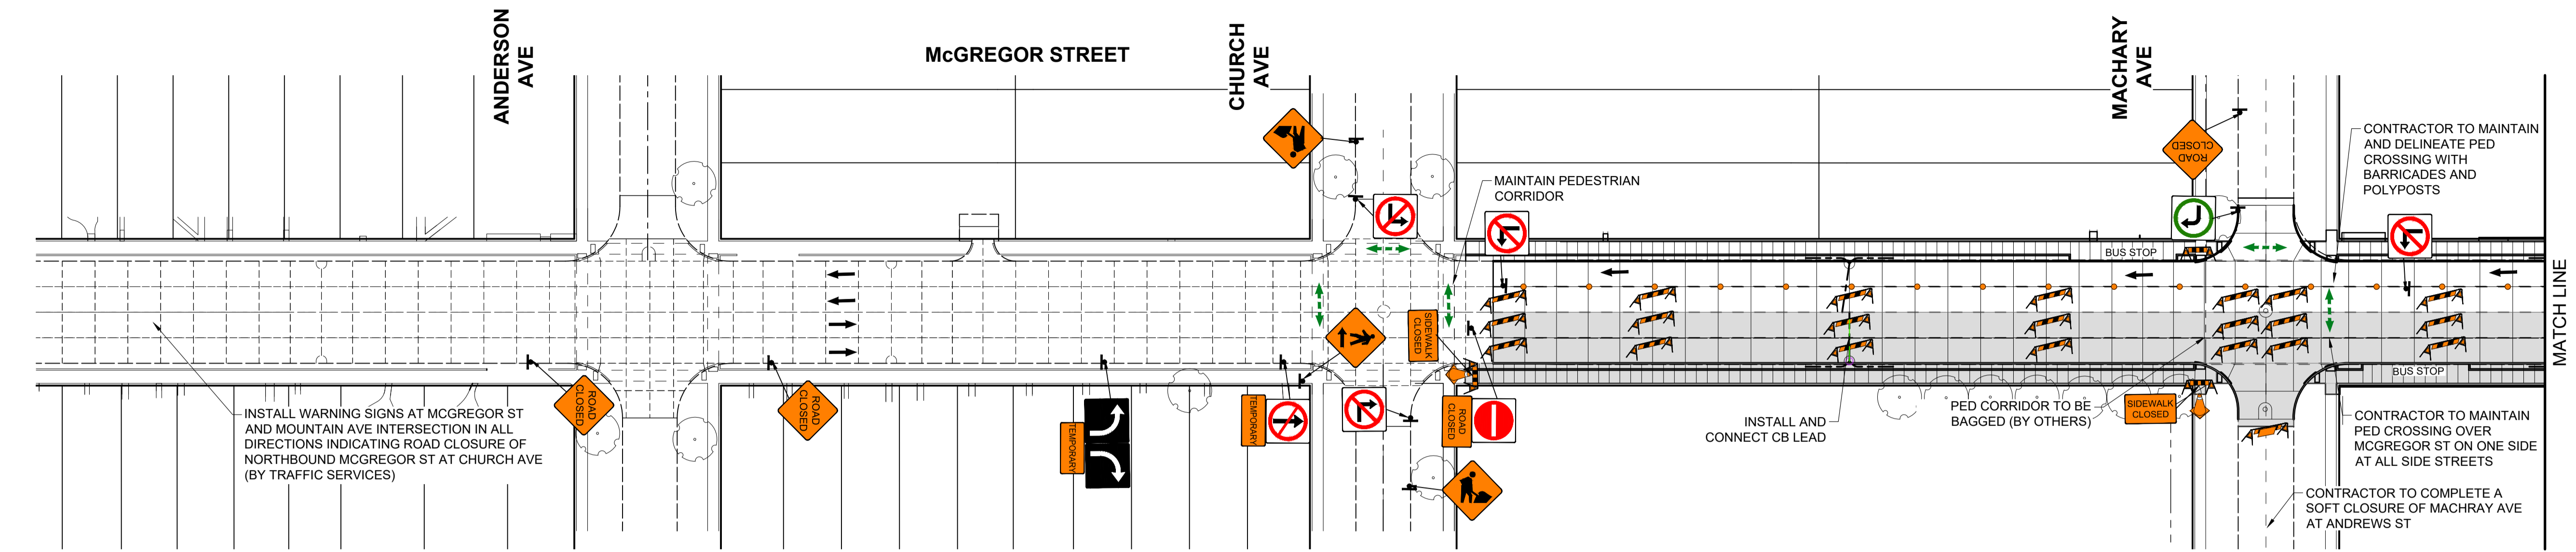 ANDERSON
AVE
McGREGOR STREET
CHURCH
AVE
MACHARY
AVE
ROAD
CLOSED
CONTRACTOR TO MAINTAIN
AND DELINEATE PED
CROSSING WITH
BARRICADES AND
POLYPOSTS
MAINTAIN PEDESTRIAN
CORRIDOR
BUS STOP
MATCH LINE
SIDEWALK
CLOSED
BUS STOP
ROAD
CLOSED
ROAD
CLOSED
TEMPORARY
TEMPORARY
ROAD
CLOSED
INSTALL WARNING SIGNS AT MCGREGOR ST
AND MOUNTAIN AVE INTERSECTION IN ALL
DIRECTIONS INDICATING ROAD CLOSURE OF
NORTHBOUND MCGREGOR ST AT CHURCH AVE
(BY TRAFFIC SERVICES)
INSTALL AND
CONNECT CB LEAD
PED CORRIDOR TO BE
BAGGED (BY OTHERS)
SIDEWALK
CLOSED
CONTRACTOR TO MAINTAIN
PED CROSSING OVER
MCGREGOR ST ON ONE SIDE
AT ALL SIDE STREETS
CONTRACTOR TO COMPLETE A
SOFT CLOSURE OF MACHRAY AVE
AT ANDREWS ST